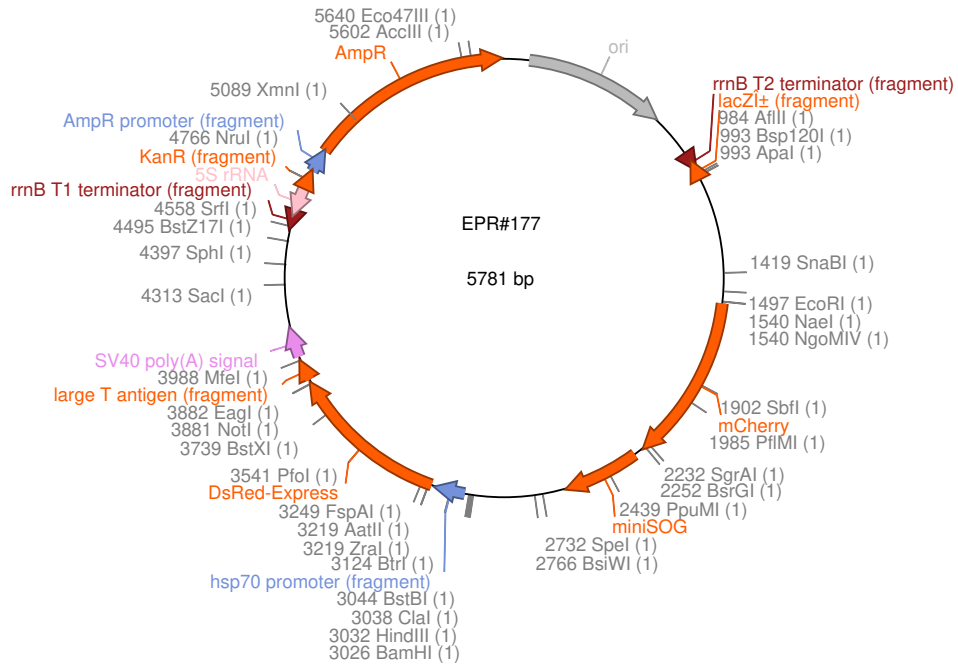 5640 Eco47III (1)
5602 AccIII (1)
AmpR
5089 XmnI (1)
AmpR promoter (fragment)
4766 NruI (1)
KanR (fragment)
5S rRNA
rrnB T1 terminator (fragment)
4558 SrfI (1)
4495 BstZ17I (1)
4397 SphI (1)
4313 SacI (1)
SV40 poly(A) signal
3988 MfeI (1)
large T antigen (fragment)
3882 EagI (1)
3881 NotI (1)
3739 BstXI (1)
3541 PfoI (1)
DsRed-Express
3249 FspAI (1)
3219 AatII (1)
3219 ZraI (1)
3124 BtrI (1)
hsp70 promoter (fragment)
3044 BstBI (1)
3038 ClaI (1)
3032 HindIII (1)
3026 BamHI (1)
EPR#177
5781 bp
ori
rrnB T2 terminator (fragment)
lacZÎ± (fragment)
984 AflII (1)
993 Bsp120I (1)
993 ApaI (1)
1419 SnaBI (1)
1497 EcoRI (1)
1540 NaeI (1)
1540 NgoMIV (1)
1902 SbfI (1)
mCherry
1985 PflMI (1)
2232 SgrAI (1)
2252 BsrGI (1)
2439 PpuMI (1)
miniSOG
2732 SpeI (1)
2766 BsiWI (1)